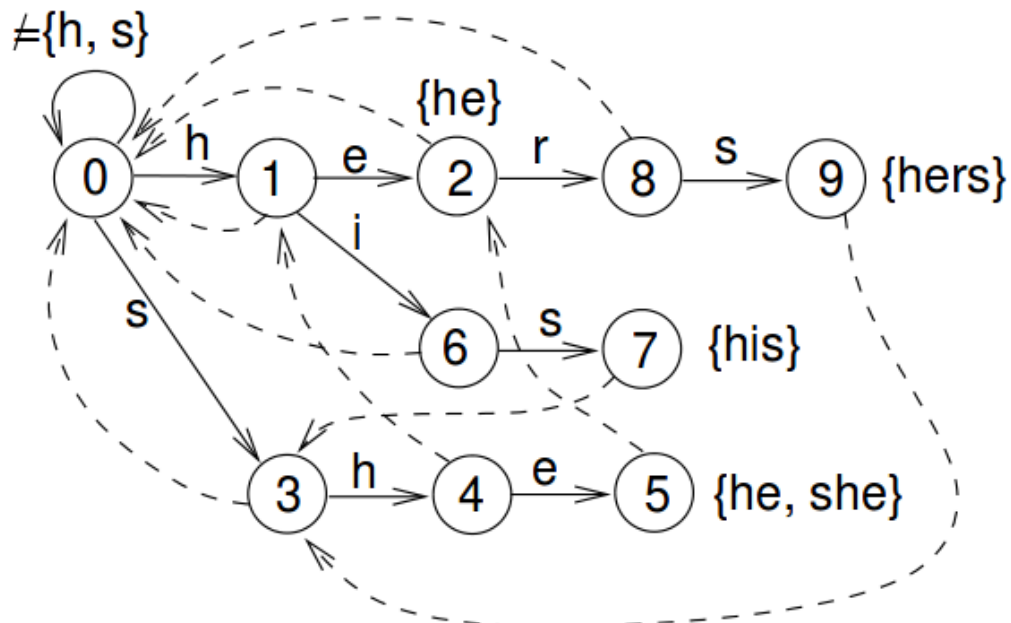 ≠{h, s}
{he}
0 h 1 e 2 r 8 s 9 {hers}
i
s
6 s 7 {his}
3 h 4 e 5 {he, she}